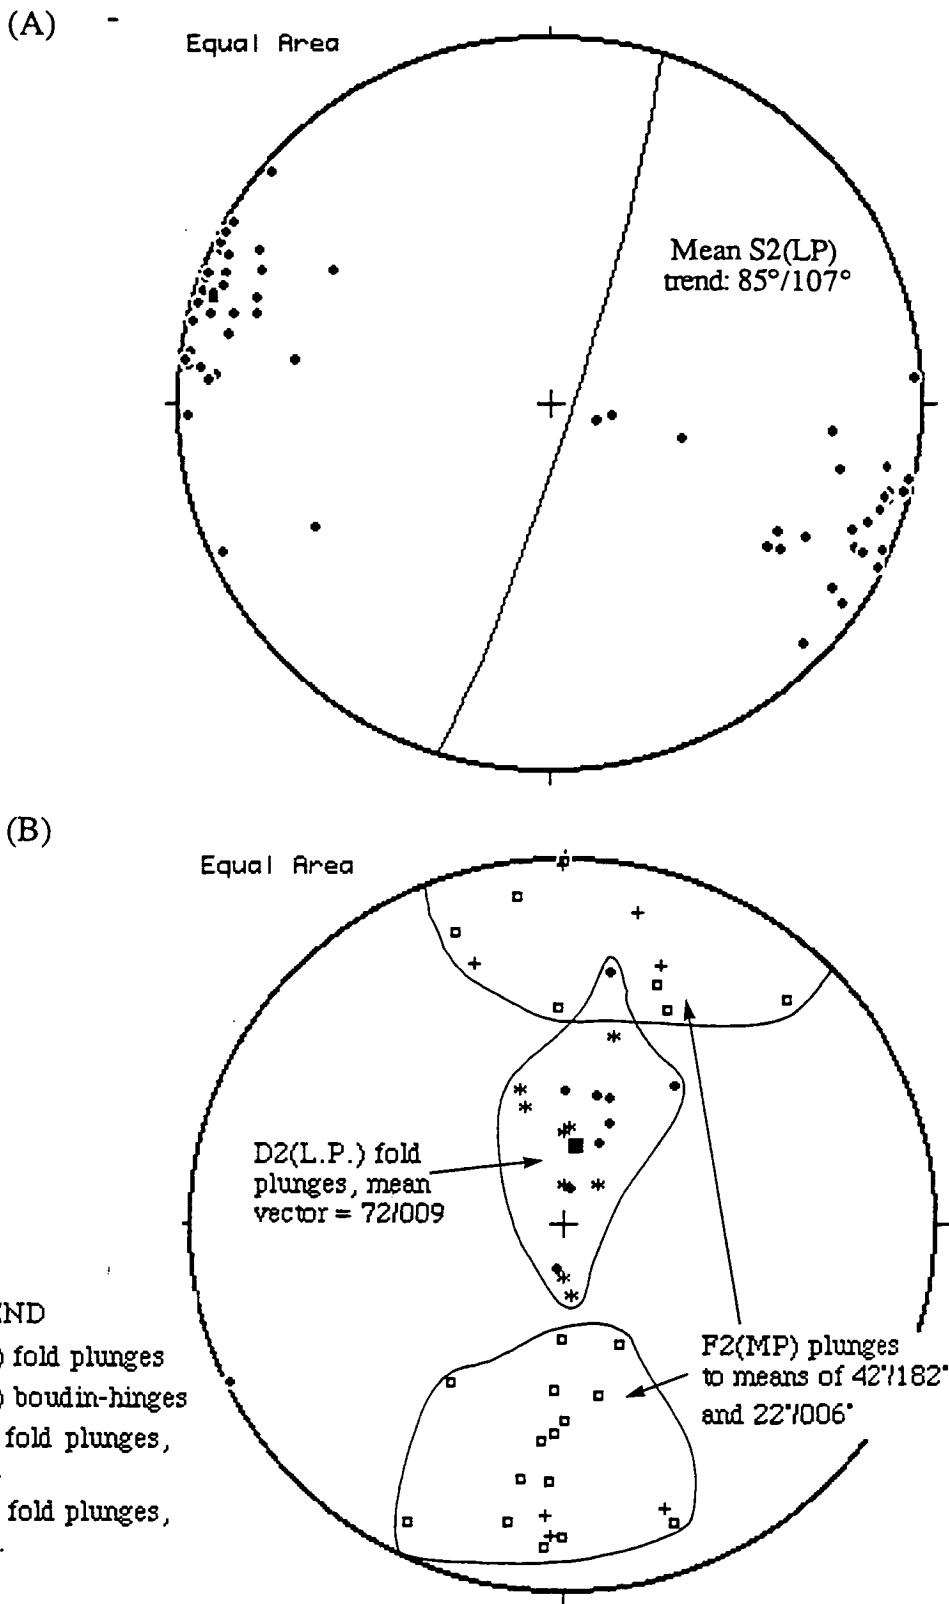 (A)
Equal Area
Mean S2(LP)
trend: 85°/107°
(B)
Equal Area
D2(L.P.) fold
plunges, mean
vector = 72/009
F2(MP) plunges
to means of 42°/182°
and 22°/006°
END
) fold plunges
) boudin-hinges
fold plunges,
fold plunges,